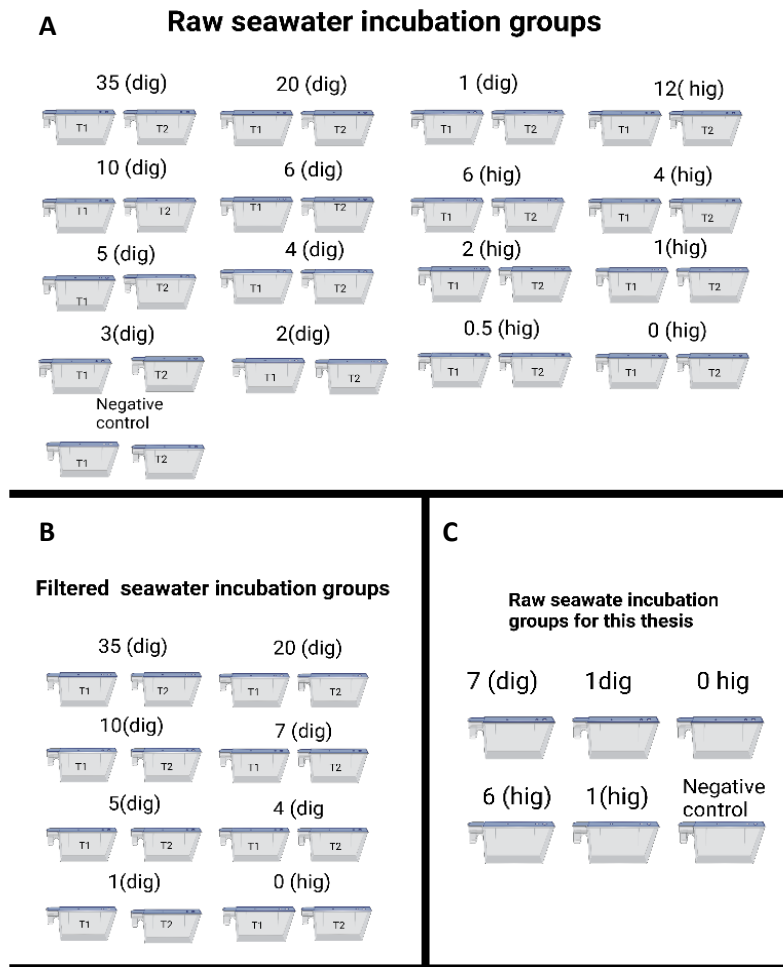 A
Raw seawater incubation groups
35 (dig) 20 (dig) 1 (dig) 12( hig)
T1 T2 T1 T2 T1 T2 T1 T2
10 (dig) 6 (dig) 6 (hig) 4 (hig)
T1 T2 T1 T2 T1 T2 T1 T2
5 (dig) 4 (dig) 2 (hig) 1(hig)
T1 T2 T1 T2 T1 T2 T1 T2
3(dig) 2(dig) 0.5 (hig) 0 (hig)
T1 T2 T1 T2 T1 T2 T1 T2
Negative
control
T1 T2
B
Filtered seawater incubation groups
35 (dig) 20 (dig)
T1 T2 T1 T2
10(dig) 7 (dig)
T1 T2 T1 T2
5(dig) 4 (dig
T1 T2 T1 T2
1(dig) 0 (hig)
T1 T2 T1 T2
C
Raw seawate incubation
groups for this thesis
7 (dig) 1dig 0 hig
6 (hig) 1(hig) Negative
control